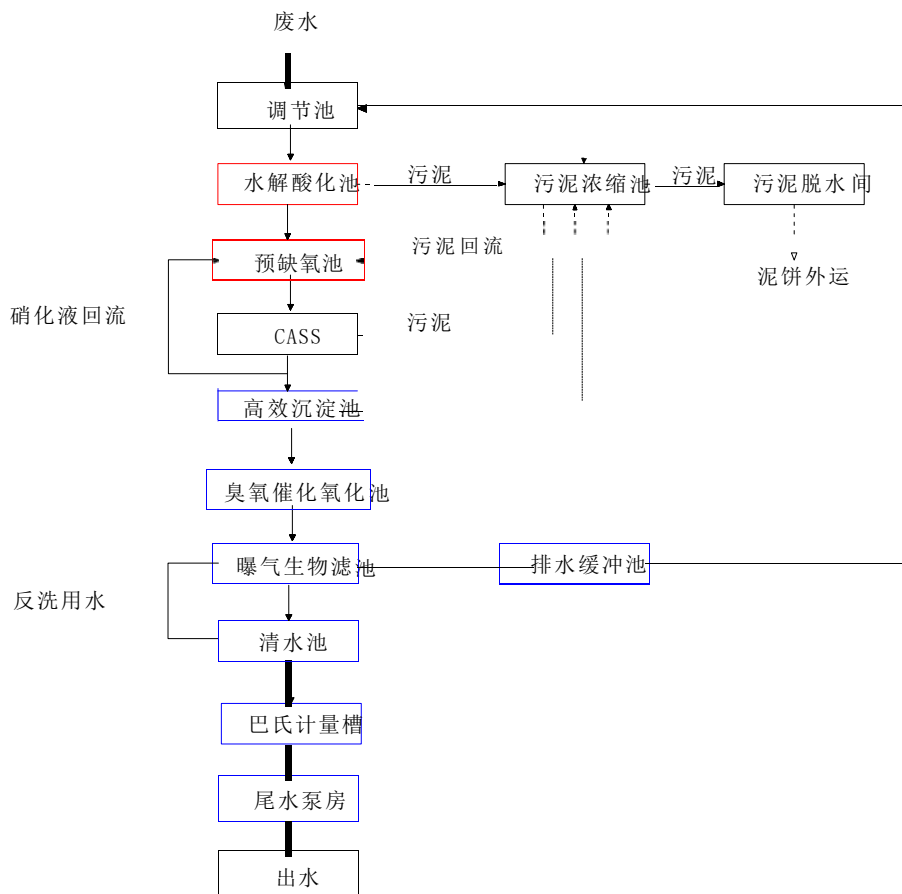 废水
调节池
水解酸化池
污泥
污泥浓缩池
污泥
污泥脱水间
污泥回流
预缺氧池
泥饼外运
硝化液回流
污泥
CASS
高效沉淀池
臭氧催化氧化池
曝气生物滤池
排水缓冲池
反洗用水
清水池
巴氏计量槽
尾水泵房
出水